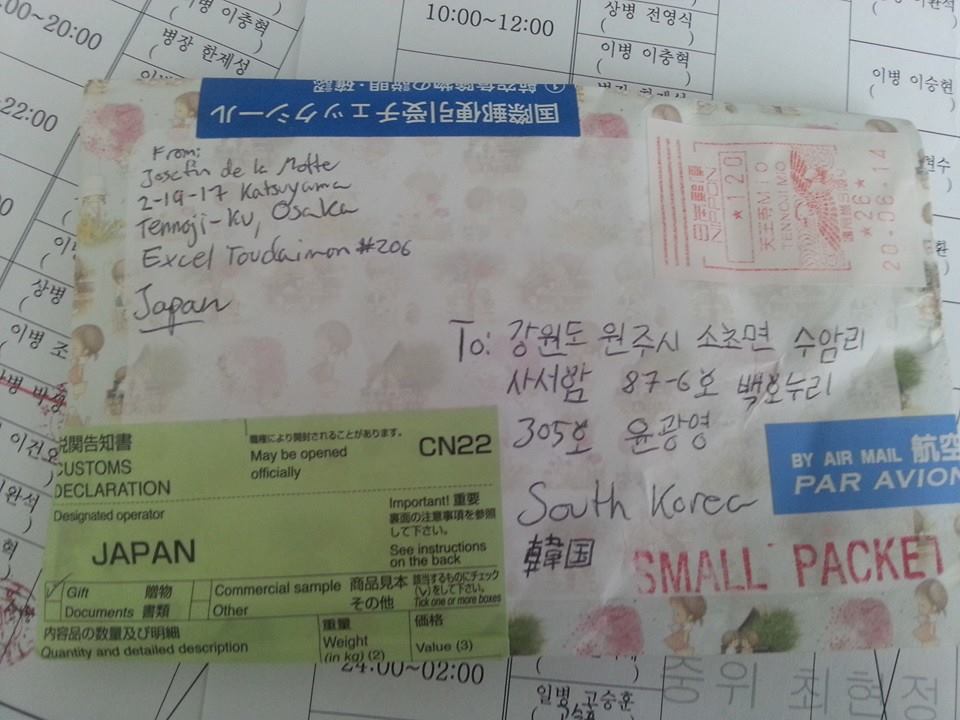 00~20:00
병 이충혁
병장 한제성
22:00
10:00~12:00
상병 전영식
이병 이충혁
이병 이승현
현수
상병
이병 조
이건오
완석
국際郵便引受チェックシール
From:
Josefin de la Motte
2-19-17 Katsuyama
Tennoji-Ku, Osaka
Excel Toudaimon #206
Japan
日本郵便
NIPPON
120
天王寺MiO
TENNOJIMIO
26
20.06.14
To: 강원도 원주시 소초면 수암리
사서함 87-6호 백호누리
305호 윤광영
South Korea
韓国
BY AIR MAIL 航空
PAR AVION
SMALL PACKET
税関告知書
CUSTOMS
DECLARATION
職権により開封されることがあります。
May be opened
officially
CN22
Designated operator
JAPAN
Important! 重要
裏面の注意事項を参照
して下さい。
See instructions
on the back
Gift 贈物
Documents 書類
Commercial sample 商品見本
Other その他
該当するものにチェック
(√)をして下さい。
Tick one or more boxes
内容品の数量及び明細
Quantity and detailed description
重量
Weight
(in kg) (2)
価格
Value (3)
24:00~02:00
일병 고승훈
고승훈
중위 최현정